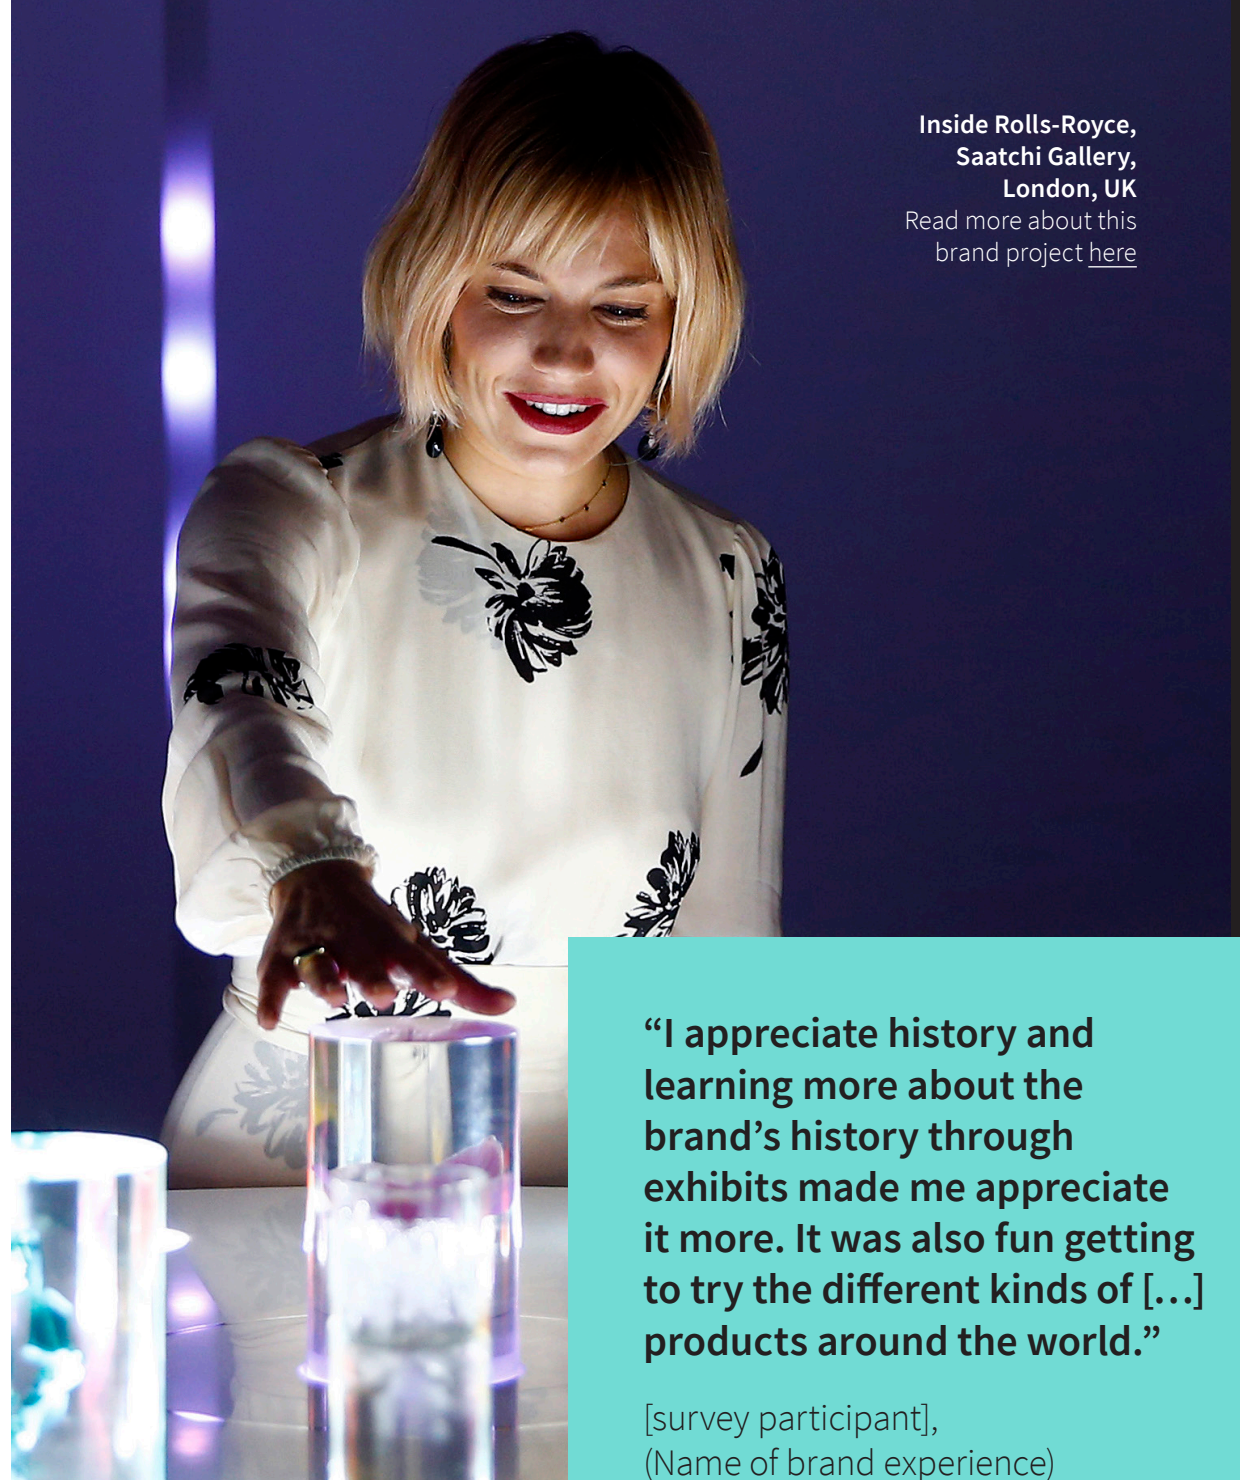 Inside Rolls-Royce,
Saatchi Gallery,
London, UK
Read more about this
brand project here
“I appreciate history and
learning more about the
brand’s history through
exhibits made me appreciate
it more. It was also fun getting
to try the different kinds of […]
products around the world.”
[survey participant],
(Name of brand experience)